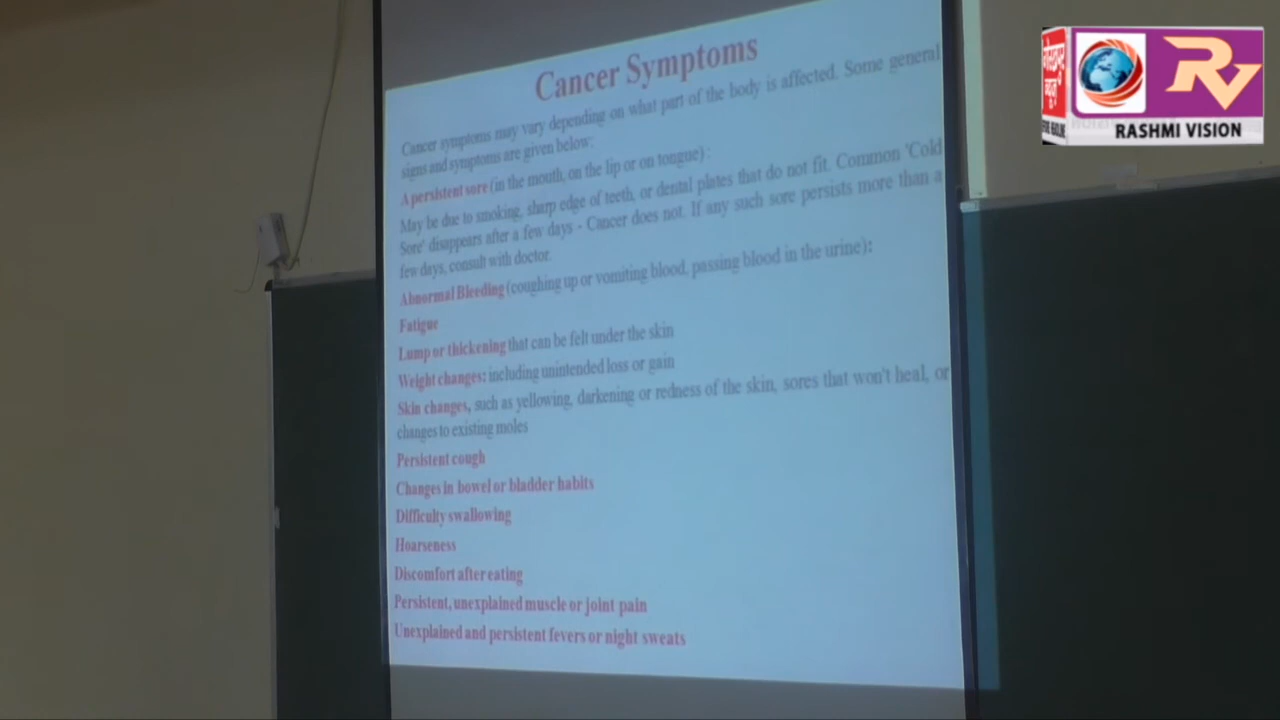 Cancer Symptoms
Cancer symptoms may vary depending on what part of the body is affected. Some general
signs and symptoms are given below:
A persistent sore (in the mouth, on the lip or on tongue) :
May be due to smoking, sharp edge of teeth, or dental plates that do not fit. Common 'Cold
Sore' disappears after a few days - Cancer does not. If any such sore persists more than a
few days, consult with doctor.
Abnormal Bleeding (coughing up or vomiting blood, passing blood in the urine):
Fatigue
Lump or thickening that can be felt under the skin
Weight changes: including unintended loss or gain
Skin changes, such as yellowing, darkening or redness of the skin, sores that won't heal, or
changes to existing moles
Persistent cough
Changes in bowel or bladder habits
Difficulty swallowing
Hoarseness
Discomfort after eating
Persistent, unexplained muscle or joint pain
Unexplained and persistent fevers or night sweats
RV
RASHMI VISION